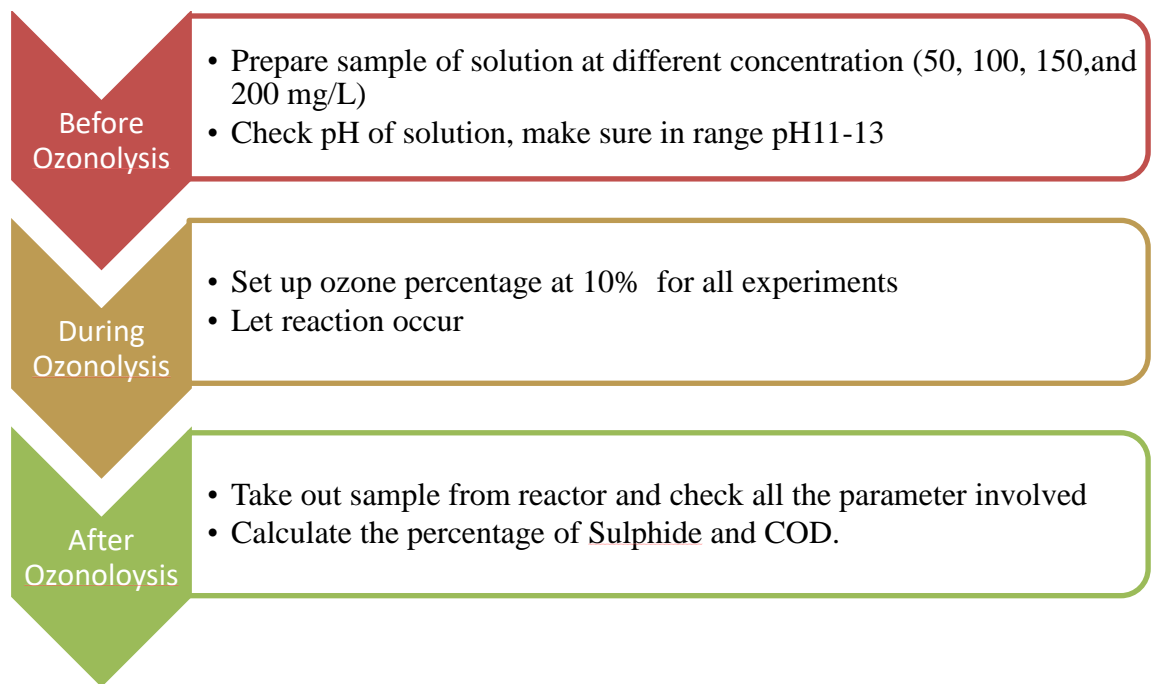 Before
Ozonolysis
• Prepare sample of solution at different concentration (50, 100, 150,and
200 mg/L)
• Check pH of solution, make sure in range pH11-13
During
Ozonolysis
• Set up ozone percentage at 10%  for all experiments
• Let reaction occur
After
Ozonoloysis
• Take out sample from reactor and check all the parameter involved
• Calculate the percentage of Sulphide and COD.